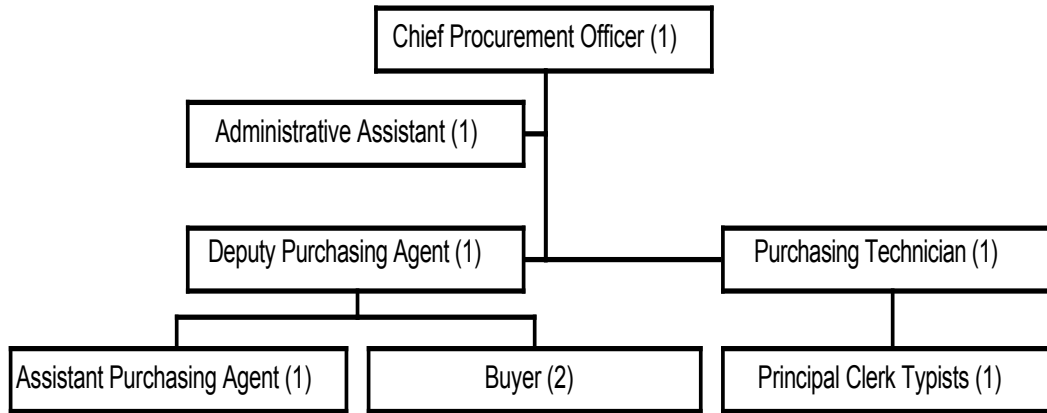 Chief Procurement Officer (1)
Administrative Assistant (1)
Deputy Purchasing Agent (1)
Purchasing Technician (1)
Assistant Purchasing Agent (1)
Buyer (2)
Principal Clerk Typists (1)